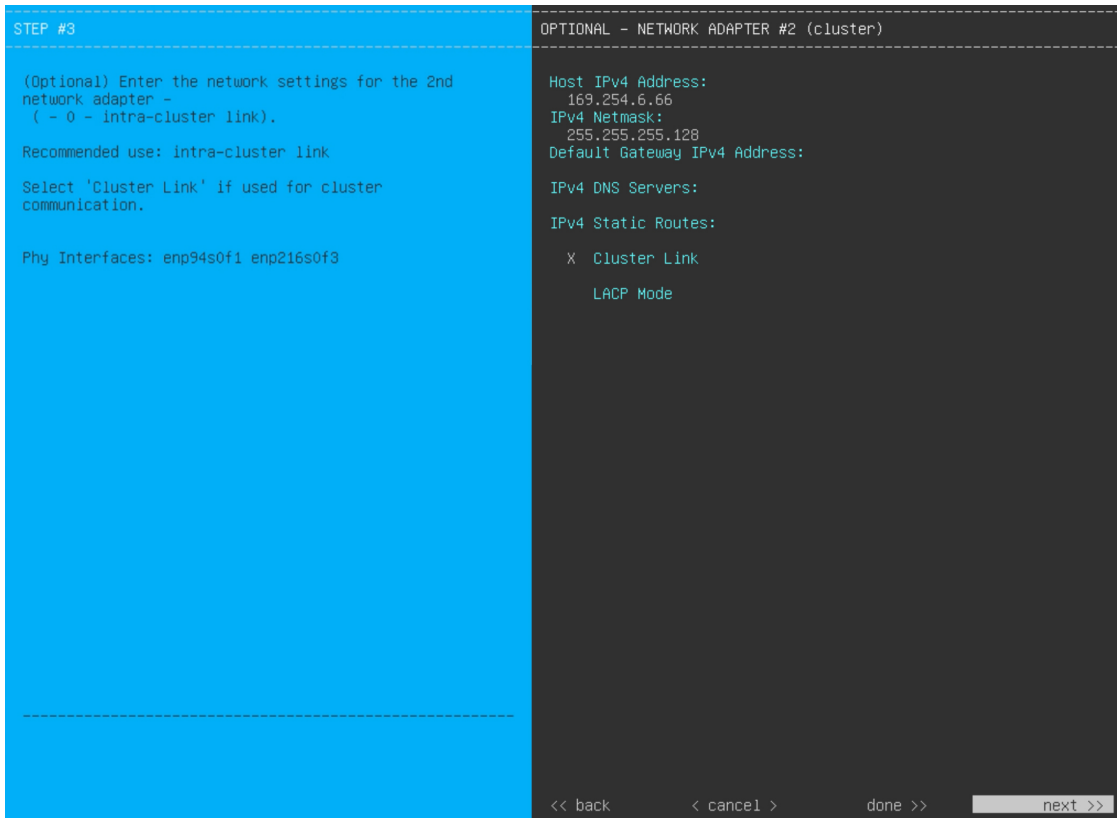 STEP #3
(Optional) Enter the network settings for the 2nd
network adapter -
( - 0 - intra-cluster link).
Recommended use: intra-cluster link
Select 'Cluster Link' if used for cluster
communication.
Phy Interfaces: enp94s0f1 enp216s0f3
OPTIONAL - NETWORK ADAPTER #2 (cluster)
Host IPv4 Address:
169.254.6.66
IPv4 Netmask:
255.255.255.128
Default Gateway IPv4 Address:
IPv4 DNS Servers:
IPv4 Static Routes:
X Cluster Link
LACP Mode
<< back < cancel > done >> next >>